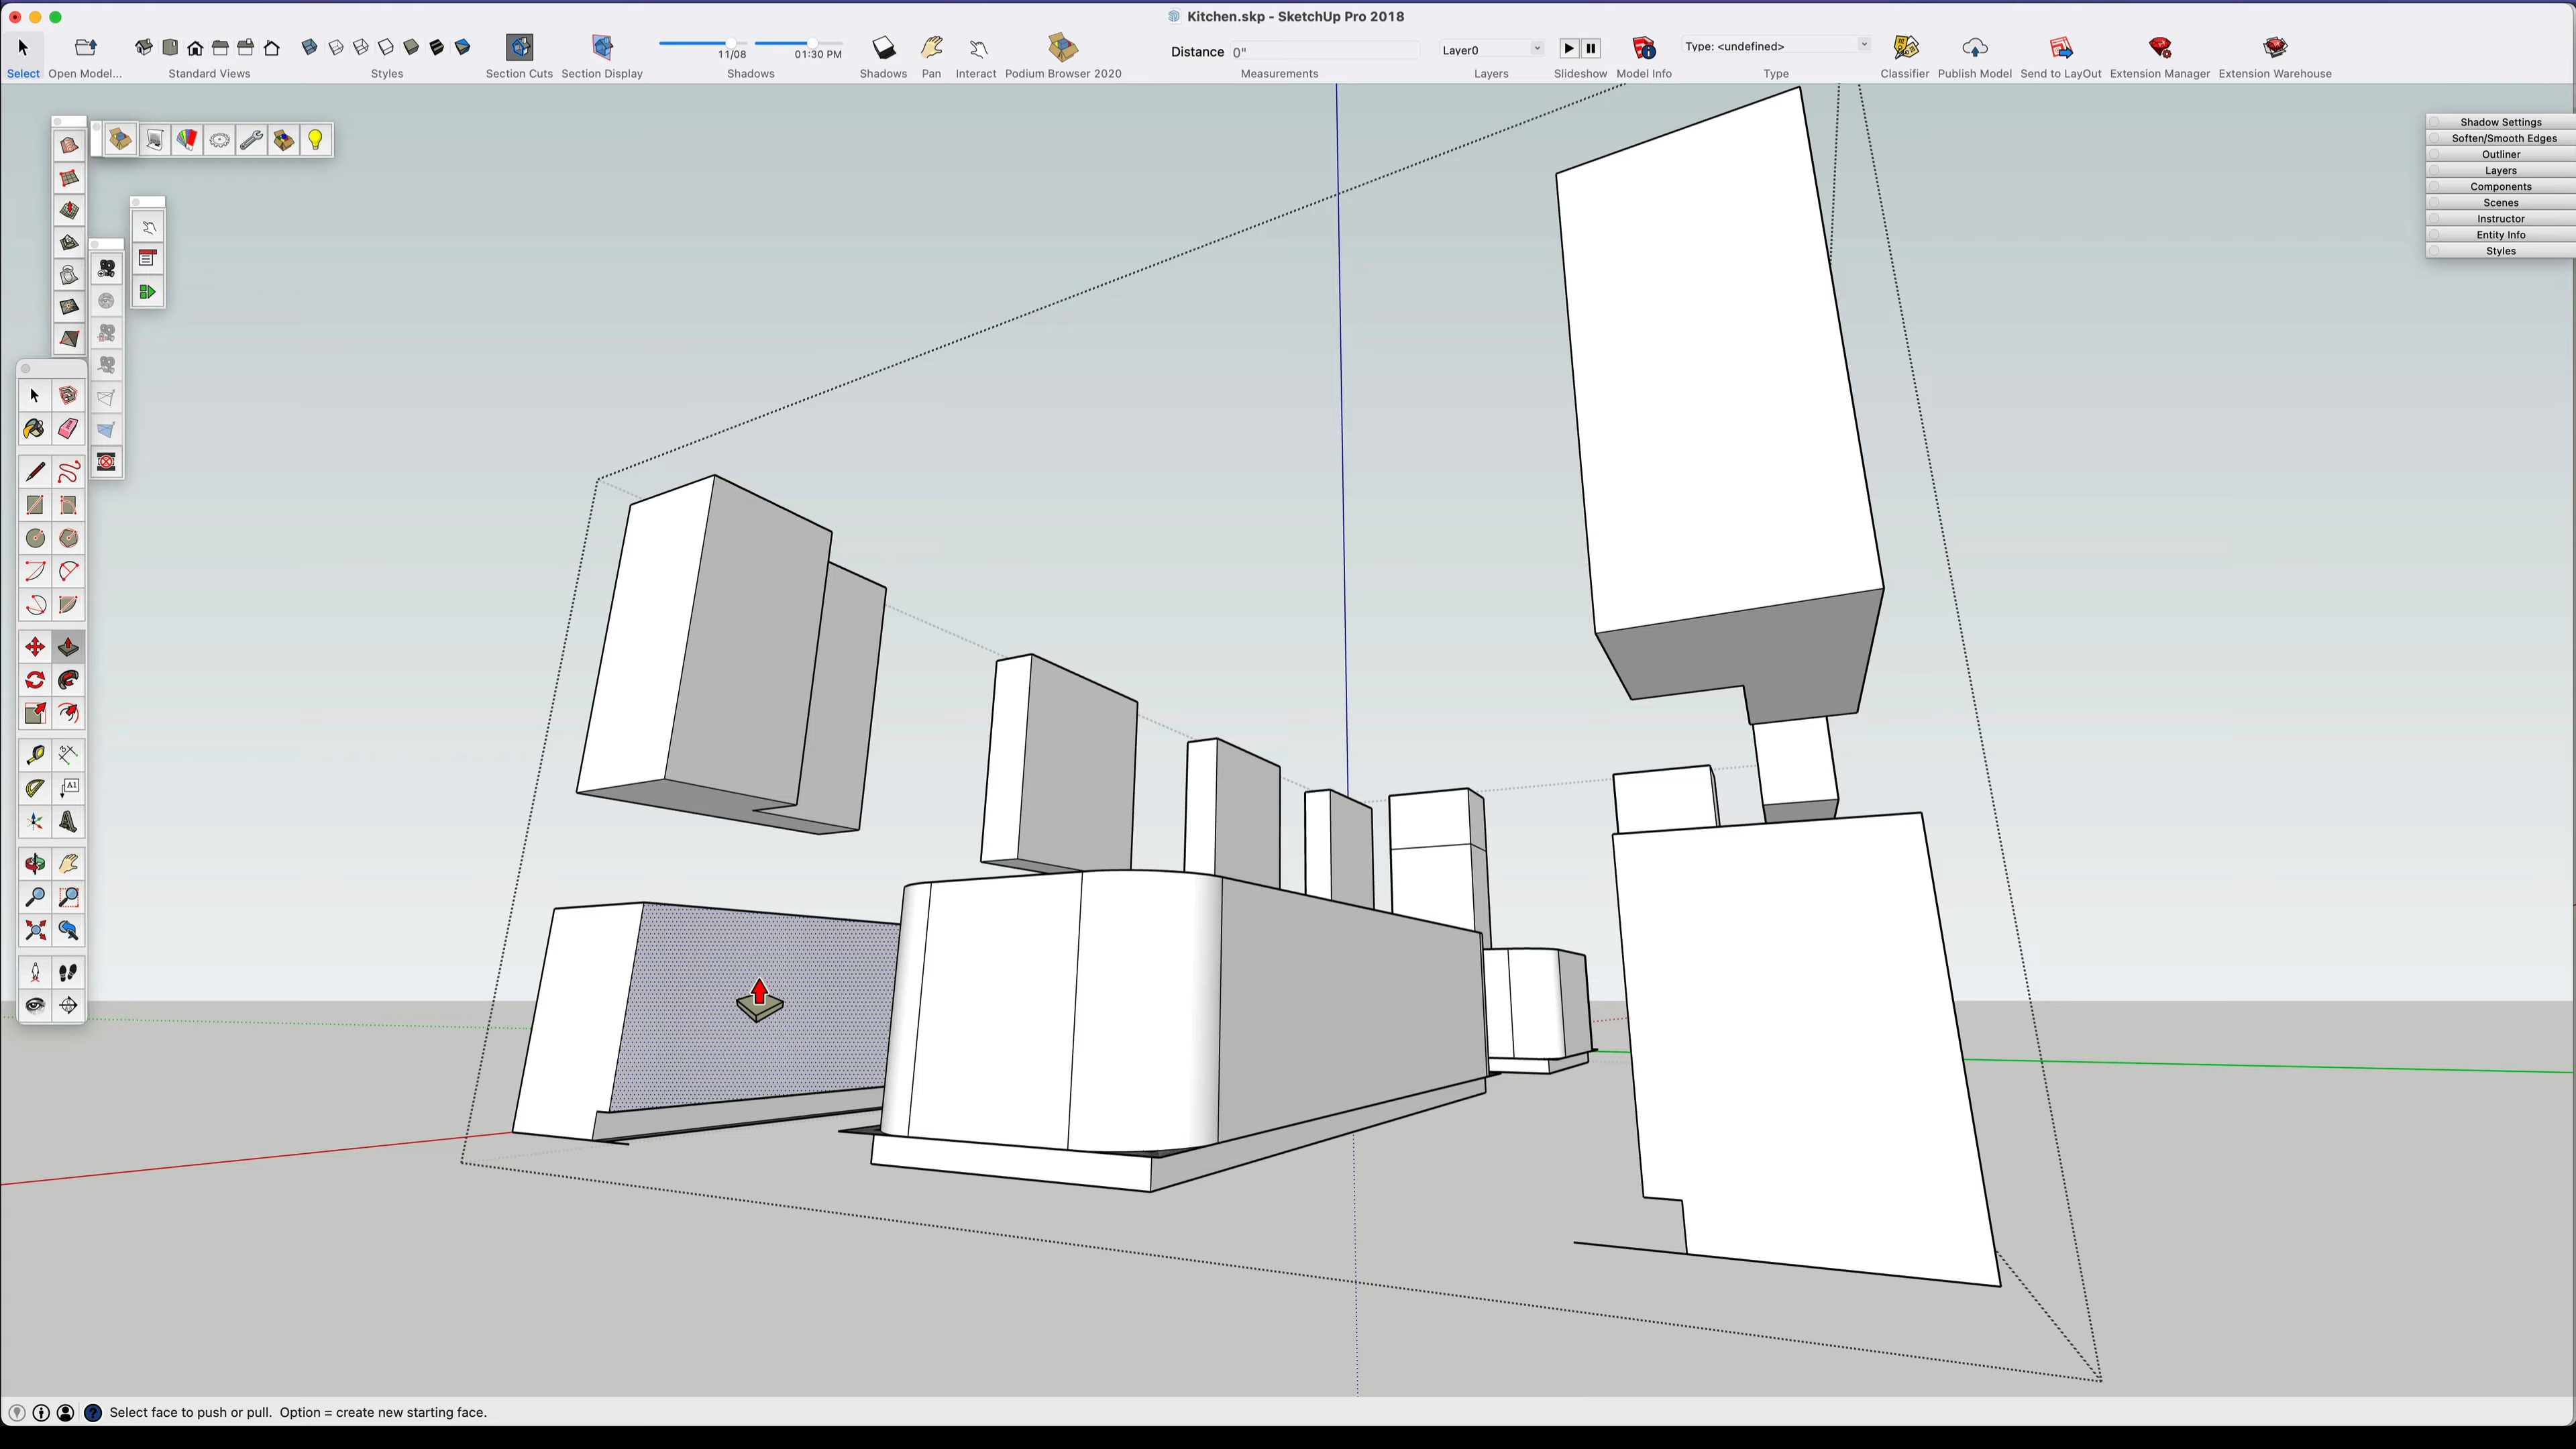 Kitchen.skp - SketchUp Pro 2018
11/08
01:30 PM
Distance 0"
Layer0
Type: <undefined>
Select
Open Model...
Standard Views
Styles
Section Cuts
Section Display
Shadows
Shadows
Pan
Interact
Podium Browser 2020
Measurements
Layers
Slideshow
Model Info
Type
Classifier
Publish Model
Send to LayOut
Extension Manager
Extension Warehouse
Shadow Settings
Soften/Smooth Edges
Outliner
Layers
Components
Scenes
Instructor
Entity Info
Styles
A1
Select face to push or pull. Option = create new starting face.